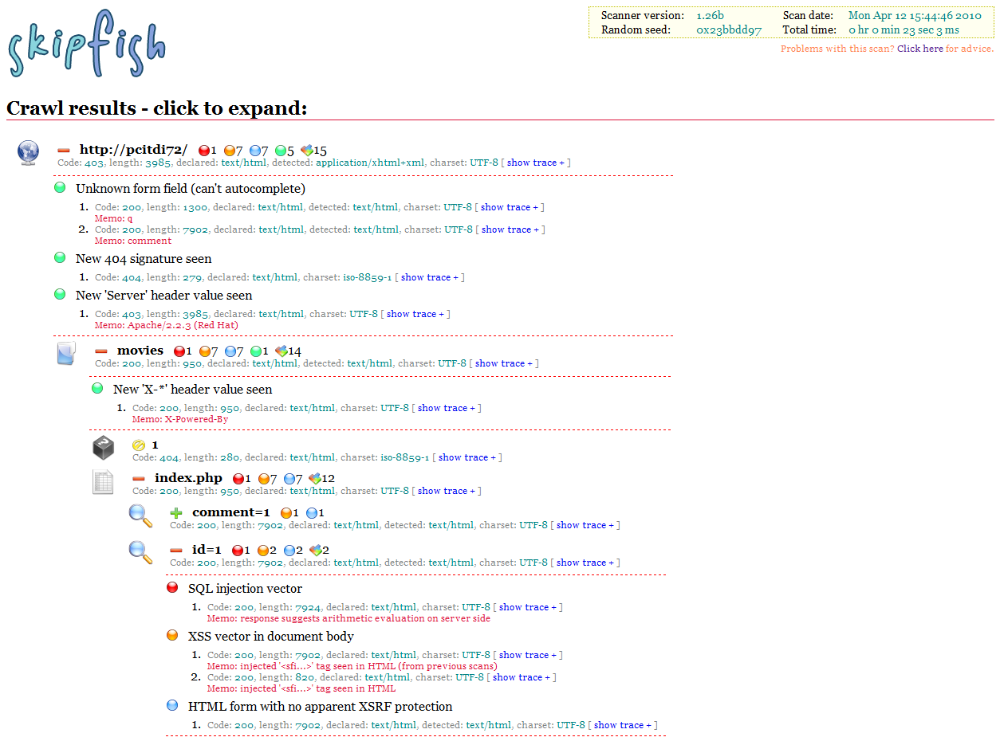 skipfish
Scanner version: 1.26b Scan date: Mon Apr 12 15:44:46 2010
Random seed: 0x23bbdd97 Total time: 0 hr 0 min 23 sec 3 ms
Problems with this scan? Click here for advice.
Crawl results - click to expand:
http://pcitdi72/ 1 7 7 5 15
Code: 403, length: 3985, declared: text/html, detected: application/xhtml+xml, charset: UTF-8 [ show trace + ]
Unknown form field (can't autocomplete)
1. Code: 200, length: 1300, declared: text/html, detected: text/html, charset: UTF-8 [ show trace + ]
Memo: q
2. Code: 200, length: 7902, declared: text/html, detected: text/html, charset: UTF-8 [ show trace + ]
Memo: comment
New 404 signature seen
1. Code: 404, length: 279, declared: text/html, charset: iso-8859-1 [ show trace + ]
New 'Server' header value seen
1. Code: 403, length: 3985, declared: text/html, charset: UTF-8 [ show trace + ]
Memo: Apache/2.2.3 (Red Hat)
movies 1 7 7 1 14
Code: 200, length: 950, declared: text/html, detected: text/html, charset: UTF-8 [ show trace + ]
New 'X-*' header value seen
1. Code: 200, length: 950, declared: text/html, charset: UTF-8 [ show trace + ]
Memo: X-Powered-By
1
Code: 404, length: 280, declared: text/html, charset: iso-8859-1 [ show trace + ]
index.php 1 7 7 12
Code: 200, length: 950, declared: text/html, charset: UTF-8 [ show trace + ]
comment=1 1 1
Code: 200, length: 7902, declared: text/html, detected: text/html, charset: UTF-8 [ show trace + ]
id=1 1 2 2 2
Code: 200, length: 7902, declared: text/html, detected: text/html, charset: UTF-8 [ show trace + ]
SQL injection vector
1. Code: 200, length: 7924, declared: text/html, charset: UTF-8 [ show trace + ]
Memo: response suggests arithmetic evaluation on server side
XSS vector in document body
1. Code: 200, length: 7902, declared: text/html, charset: UTF-8 [ show trace + ]
Memo: injected '<sfi...>' tag seen in HTML (from previous scans)
2. Code: 200, length: 820, declared: text/html, charset: UTF-8 [ show trace + ]
Memo: injected '<sfi...>' tag seen in HTML
HTML form with no apparent XSRF protection
1. Code: 200, length: 7902, declared: text/html, detected: text/html, charset: UTF-8 [ show trace + ]